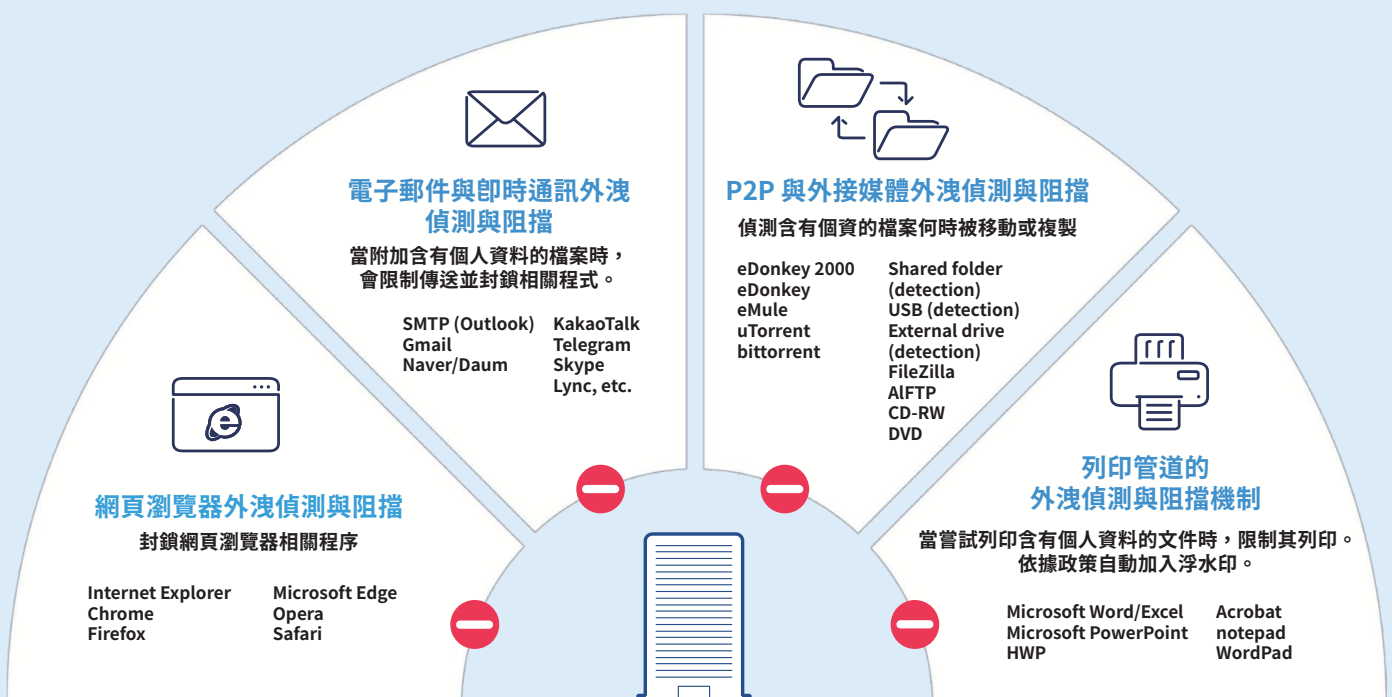 電子郵件與即時通訊外洩
偵測與阻擋
當附加含有個人資料的檔案時，
會限制傳送並封鎖相關程式。
SMTP (Outlook)
Gmail
Naver/Daum
KakaoTalk
Telegram
Skype
Lync, etc.
P2P 與外接媒體外洩偵測與阻擋
偵測含有個資的檔案何時被移動或複製
eDonkey 2000
eDonkey
eMule
uTorrent
bittorrent
Shared folder
(detection)
USB (detection)
External drive
(detection)
FileZilla
AlFTP
CD-RW
DVD
網頁瀏覽器外洩偵測與阻擋
封鎖網頁瀏覽器相關程序
Internet Explorer
Chrome
Firefox
Microsoft Edge
Opera
Safari
列印管道的
外洩偵測與阻擋機制
當嘗試列印含有個人資料的文件時，限制其列印。
依據政策自動加入浮水印。
Microsoft Word/Excel
Microsoft PowerPoint
HWP
Acrobat
notepad
WordPad